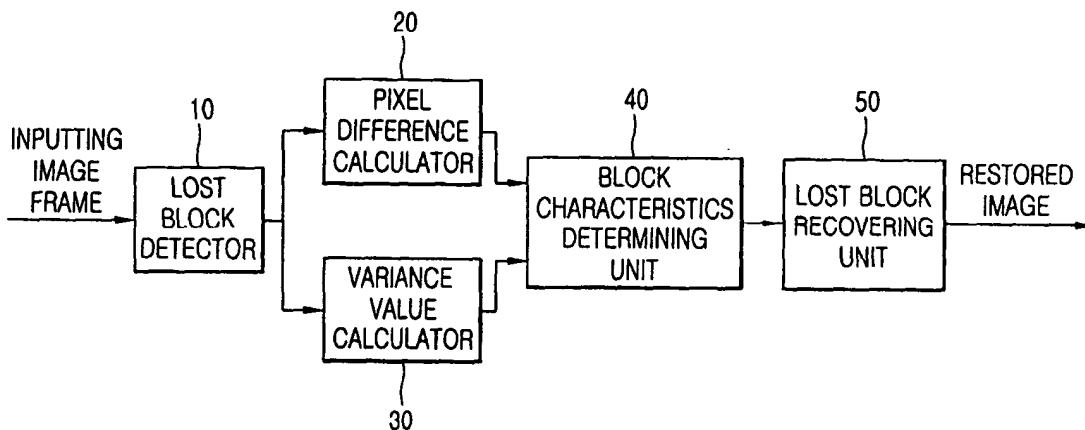 INPUTTING
IMAGE
FRAME
10
LOST
BLOCK
DETECTOR
20
PIXEL
DIFFERENCE
CALCULATOR
VARIANCE
VALUE
CALCULATOR
30
40
BLOCK
CHARACTERISTICS
DETERMINING
UNIT
50
LOST BLOCK
RECOVERING
UNIT
RESTORED
IMAGE